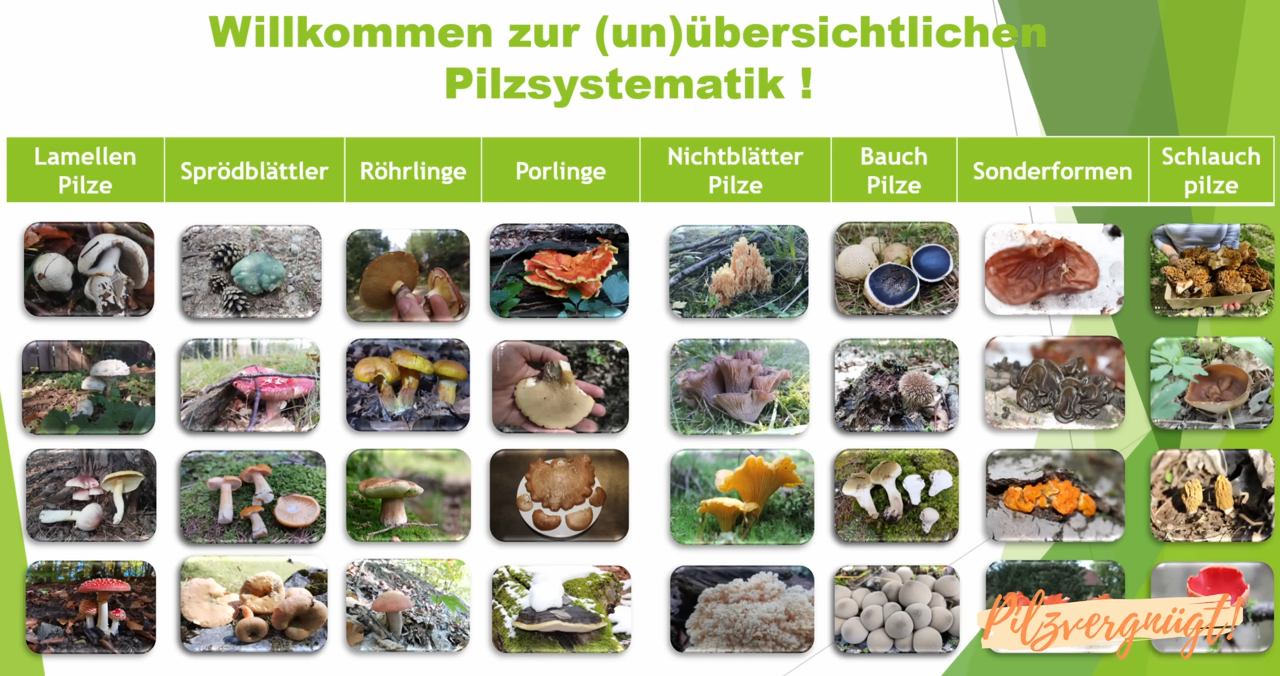 Willkommen zur (un)übersichtlichen
Pilzsystematik !
Lamellen
Pilze
Sprödblättler
Röhrlinge
Porlinge
Nichtblätter
Pilze
Bauch
Pilze
Sonderformen
Schlauch
pilze
Pilzvergnügt!